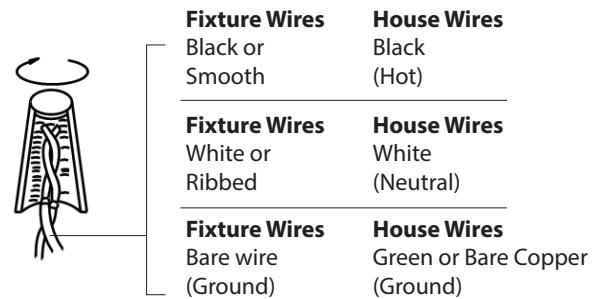 Fixture Wires House Wires
Black or Black
Smooth (Hot)
Fixture Wires House Wires
White or White
Ribbed (Neutral)
Fixture Wires House Wires
Bare wire Green or Bare Copper
(Ground) (Ground)